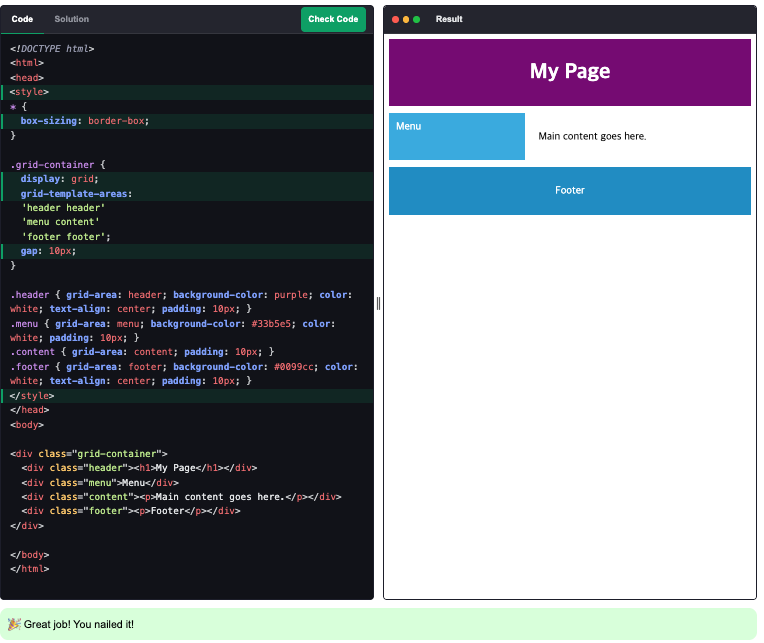 Code Solution Check Code
<!DOCTYPE html>
<html>
<head>
<style>
* {
  box-sizing: border-box;
}

.grid-container {
  display: grid;
  grid-template-areas:
  'header header'
  'menu content'
  'footer footer';
  gap: 10px;
}

.header { grid-area: header; background-color: purple; color:
white; text-align: center; padding: 10px; }
.menu { grid-area: menu; background-color: #33b5e5; color:
white; padding: 10px; }
.content { grid-area: content; padding: 10px; }
.footer { grid-area: footer; background-color: #0099cc; color:
white; text-align: center; padding: 10px; }
</style>
</head>
<body>

<div class="grid-container">
  <div class="header"><h1>My Page</h1></div>
  <div class="menu">Menu</div>
  <div class="content"><p>Main content goes here.</p></div>
  <div class="footer"><p>Footer</p></div>
</div>

</body>
</html>
Result
My Page
Menu
Main content goes here.
Footer
Great job! You nailed it!